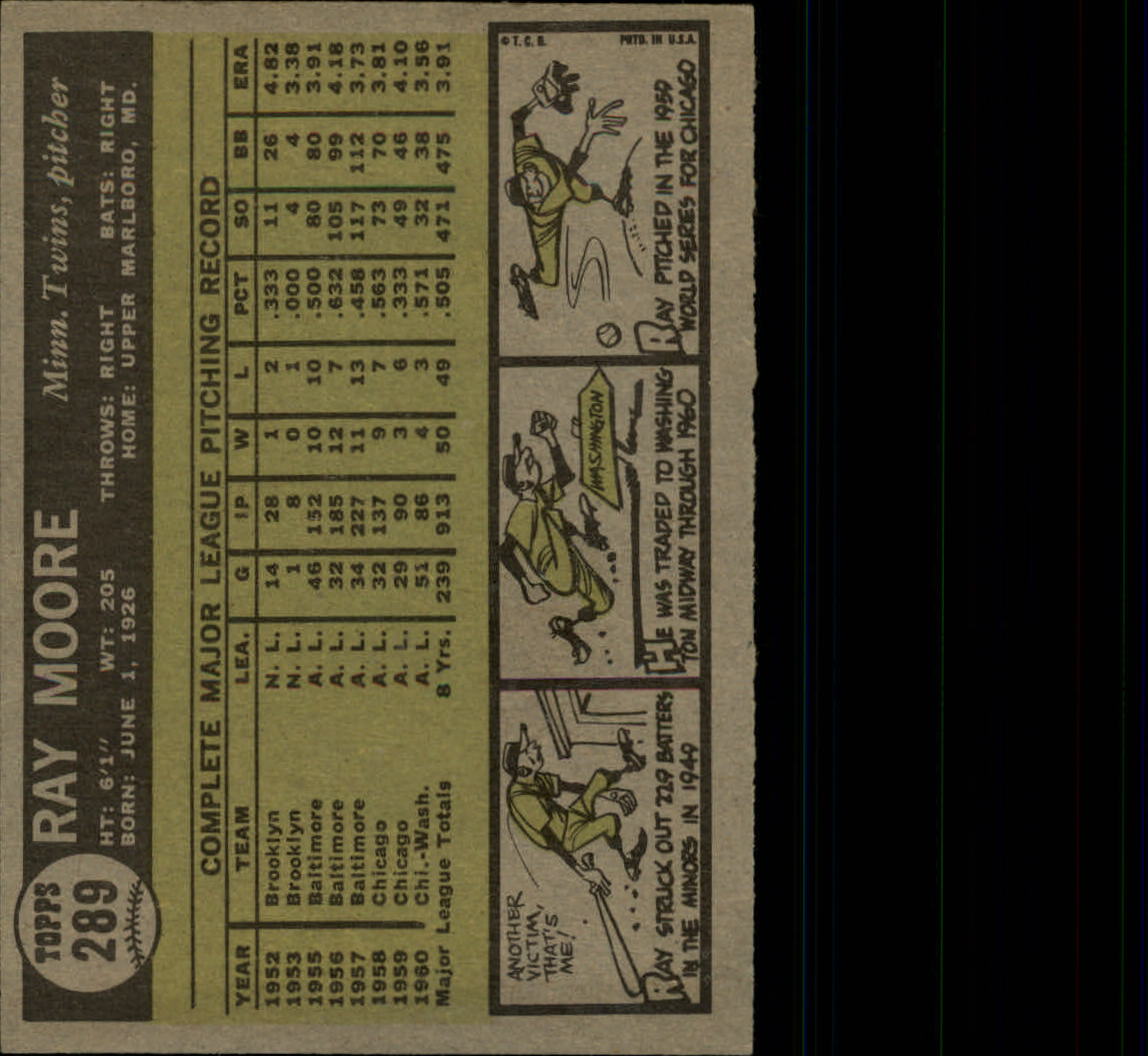 TOPPS
289
RAY MOORE Minn. Twins, pitcher
HT: 6'1" WT: 205 THROWS: RIGHT BATS: RIGHT
BORN: JUNE 1, 1926 HOME: UPPER MARLBORO, MD.
COMPLETE MAJOR LEAGUE PITCHING RECORD
YEAR TEAM LEA. G IP W L PCT SO BB ERA
1952 Brooklyn N. L. 14 28 1 2 .333 11 26 4.82
1953 Brooklyn N. L. 1 8 0 1 .000 4 4 3.38
1955 Baltimore A. L. 46 152 10 10 .500 80 80 3.91
1956 Baltimore A. L. 32 185 12 7 .632 105 99 4.18
1957 Baltimore A. L. 34 227 11 13 .458 117 112 3.73
1958 Chicago A. L. 32 137 9 7 .563 73 70 3.81
1959 Chicago A. L. 29 90 3 6 .333 49 46 4.10
1960 Chi.-Wash. A. L. 51 86 4 3 .571 32 38 3.56
Major League Totals 8 Yrs. 239 913 50 49 .505 471 475 3.91
ANOTHER
VICTIM,
THAT'S
ME!
RAY STRUCK OUT 229 BATTERS
IN THE MINORS IN 1949
WASHINGTON
HE WAS TRADED TO WASHING
TON MIDWAY THROUGH 1960
© T. C. G. PRTD. IN U.S.A.
RAY PITCHED IN THE 1959
WORLD SERIES FOR CHICAGO